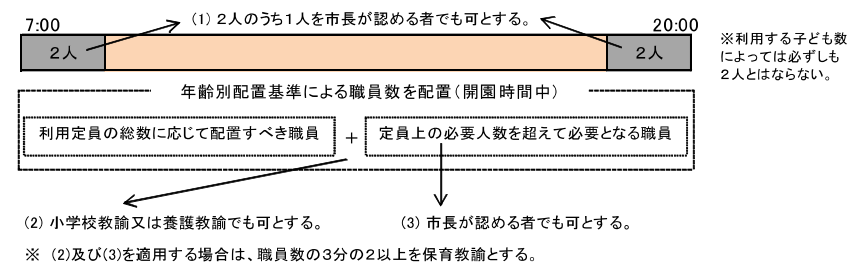 (1) 2人のうち1人を市長が認める者でも可とする。
7:00
20:00
2人
2人
※利用する子ども数
によっては必ずしも
2人とはならない。
年齢別配置基準による職員数を配置(開園時間中)
利用定員の総数に応じて配置すべき職員
+
定員上の必要人数を超えて必要となる職員
(2) 小学校教諭又は養護教諭でも可とする。
(3) 市長が認める者でも可とする。
※ (2)及び(3)を適用する場合は、職員数の3分の2以上を保育教諭とする。